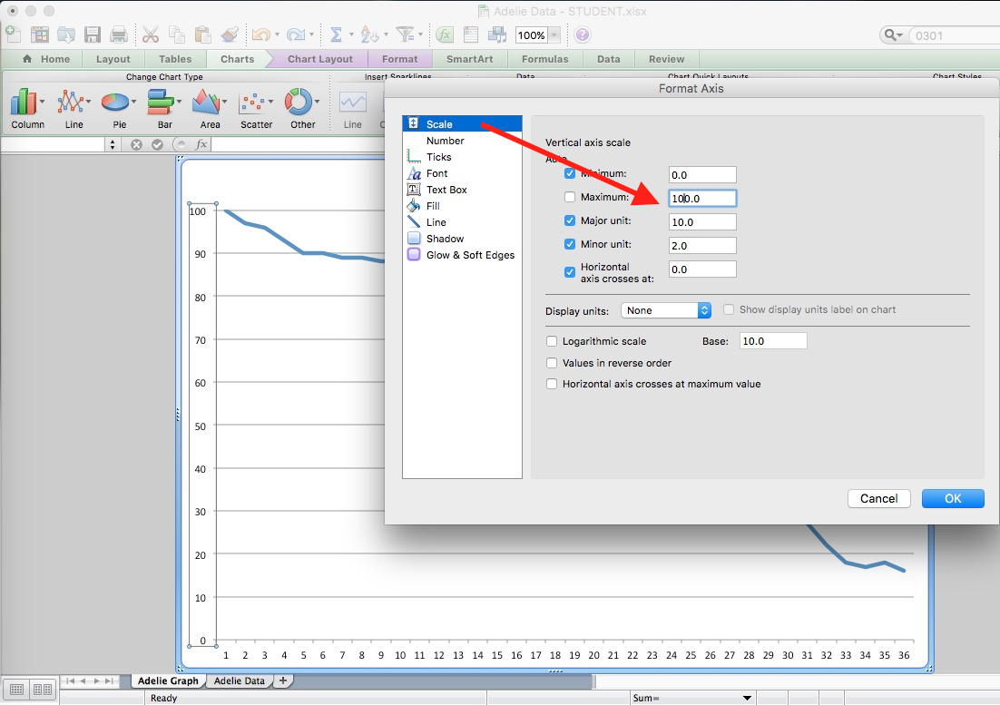 Adelie Data - STUDENT.xlsx
100%
0301
Home Layout Tables Charts Chart Layout Format SmartArt Formulas Data Review
Change Chart Type Insert Sparklines Data Chart Quick Layouts Chart Styles
Column Line Pie Bar Area Scatter Other Line
fx
Format Axis
Scale
Number
Ticks
Font
Text Box
Fill
Line
Shadow
Glow & Soft Edges
Vertical axis scale
Auto
Minimum: 0.0
Maximum: 100.0
Major unit: 10.0
Minor unit: 2.0
Horizontal
axis crosses at: 0.0
Display units: None Show display units label on chart
Logarithmic scale Base: 10.0
Values in reverse order
Horizontal axis crosses at maximum value
Cancel OK
100
90
80
70
60
50
40
30
20
10
0
1 2 3 4 5 6 7 8 9 10 11 12 13 14 15 16 17 18 19 20 21 22 23 24 25 26 27 28 29 30 31 32 33 34 35 36
Adelie Graph Adelie Data +
Ready Sum=